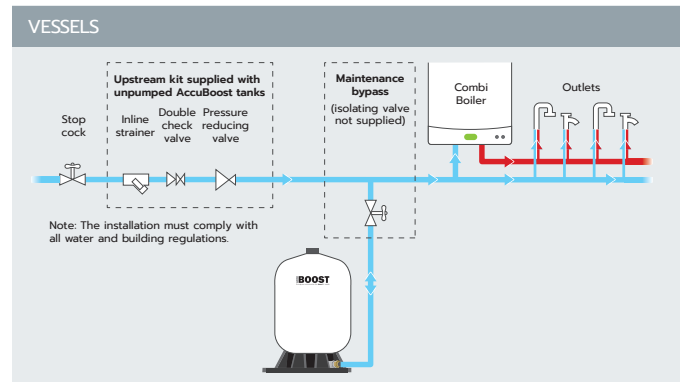 VESSELS
Upstream kit supplied with
unpumped AccuBoost tanks
Stop
cock
Inline
strainer
Double
check
valve
Pressure
reducing
valve
Maintenance
bypass
(isolating valve
not supplied)
Combi
Boiler
Outlets
Note: The installation must comply with
all water and building regulations.
BOOST